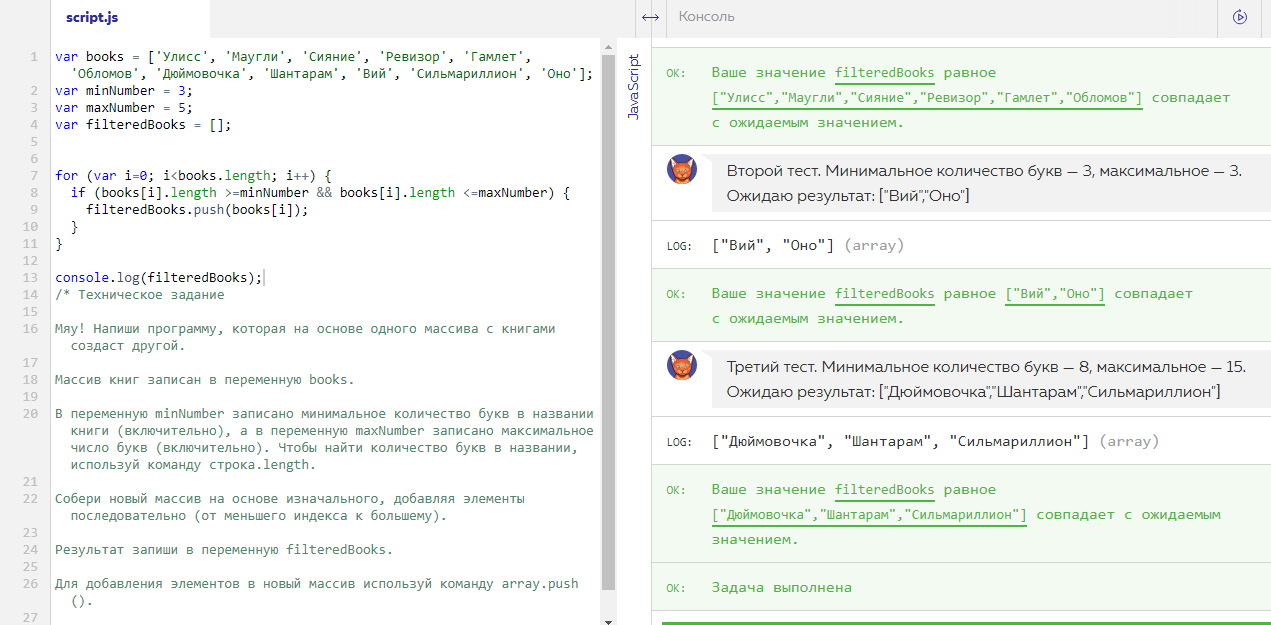 script.js
1 var books = ['Улисс', 'Маугли', 'Сияние', 'Ревизор', 'Гамлет',
'Обломов', 'Дюймовочка', 'Шантарам', 'Вий', 'Сильмариллион', 'Оно'];
2 var minNumber = 3;
3 var maxNumber = 5;
4 var filteredBooks = [];
5
6
7 for (var i=0; i<books.length; i++) {
8 if (books[i].length >=minNumber && books[i].length <=maxNumber) {
9 filteredBooks.push(books[i]);
10 }
11 }
12
13 console.log(filteredBooks);
14 /* Техническое задание
15
16 Мяу! Напиши программу, которая на основе одного массива с книгами
создаст другой.
17
18 Массив книг записан в переменную books.
19
20 В переменную minNumber записано минимальное количество букв в названии
книги (включительно), а в переменную maxNumber записано максимальное
число букв (включительно). Чтобы найти количество букв в названии,
используй команду строка.length.
21
22 Собери новый массив на основе изначального, добавляя элементы
последовательно (от меньшего индекса к большему).
23
24 Результат запиши в переменную filteredBooks.
25
26 Для добавления элементов в новый массив используй команду array.push
().
27
JavaScript
Консоль
OK: Ваше значение filteredBooks равное
["Улисс","Маугли","Сияние","Ревизор","Гамлет","Обломов"] совпадает
с ожидаемым значением.
Второй тест. Минимальное количество букв — 3, максимальное — 3.
Ожидаю результат: ["Вий","Оно"]
LOG: ["Вий", "Оно"] (array)
OK: Ваше значение filteredBooks равное ["Вий","Оно"] совпадает
с ожидаемым значением.
Третий тест. Минимальное количество букв — 8, максимальное — 15.
Ожидаю результат: ["Дюймовочка","Шантарам","Сильмариллион"]
LOG: ["Дюймовочка", "Шантарам", "Сильмариллион"] (array)
OK: Ваше значение filteredBooks равное
["Дюймовочка","Шантарам","Сильмариллион"] совпадает с ожидаемым
значением.
OK: Задача выполнена